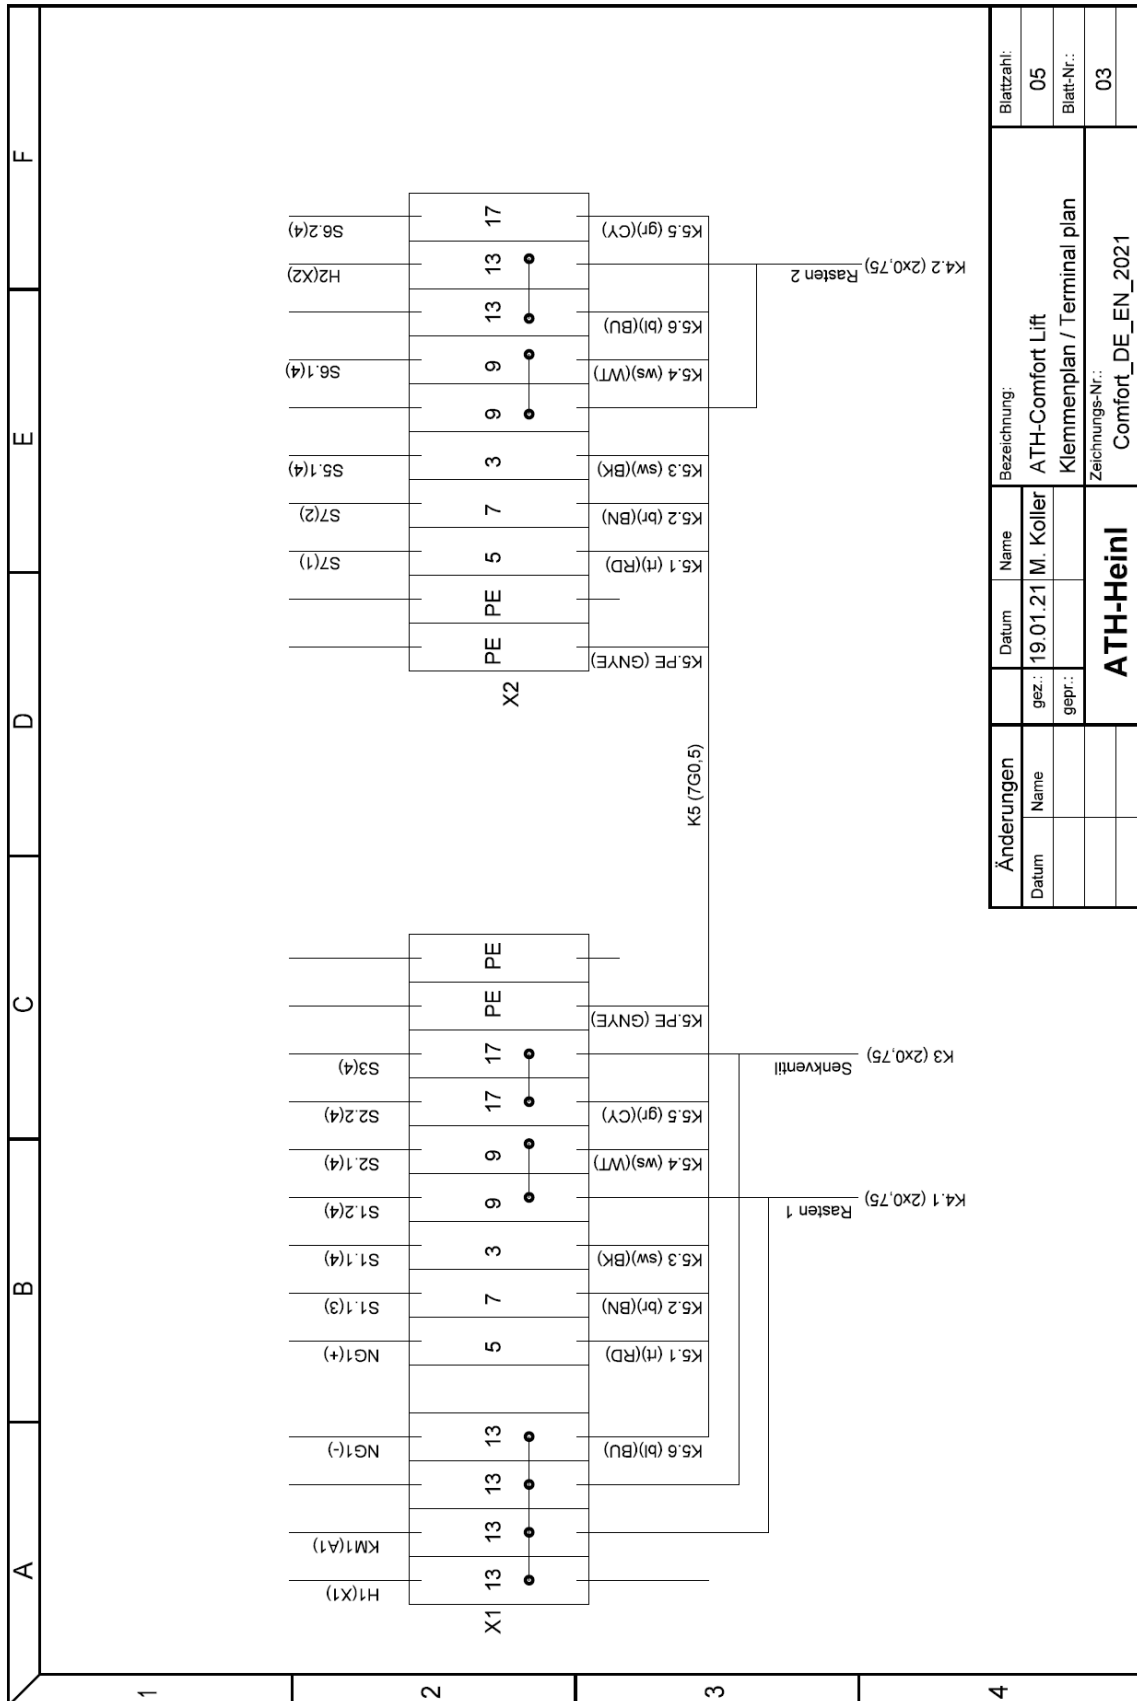 A
B
C
D
E
F
1
2
3
4
H1(X1)
KM1(A1)
NG1(-)
NG1(+)
S1.1(3)
S1.1(4)
S1.2(4)
S2.1(4)
S2.2(4)
S3(4)
X1
13
13
13
13
5
7
3
9
9
17
17
PE
PE
K5.6 (bl)(BU)
K5.1 (rt)(RD)
K5.2 (br)(BN)
K5.3 (sw)(BK)
K5.4 (ws)(WT)
K5.5 (gr)(CY)
K5.PE (GNYE)
Rasten 1
K4.1 (2x0,75)
Senkventil
K3 (2x0,75)
K5 (7G0,5)
S7(1)
S7(2)
S5.1(4)
S6.1(4)
H2(X2)
S6.2(4)
X2
PE
PE
5
7
3
9
9
13
13
17
K5.PE (GNYE)
K5.1 (rt)(RD)
K5.2 (br)(BN)
K5.3 (sw)(BK)
K5.4 (ws)(WT)
K5.6 (bl)(BU)
K5.5 (gr)(CY)
Rasten 2
K4.2 (2x0,75)
Änderungen
Datum
Name
Datum
Name
gez.:
19.01.21
M. Koller
gepr.:
ATH-Heinl
Bezeichnung:
ATH-Comfort Lift
Klemmenplan / Terminal plan
Zeichnungs-Nr.:
Comfort_DE_EN_2021
Blattzahl:
05
Blatt-Nr.:
03